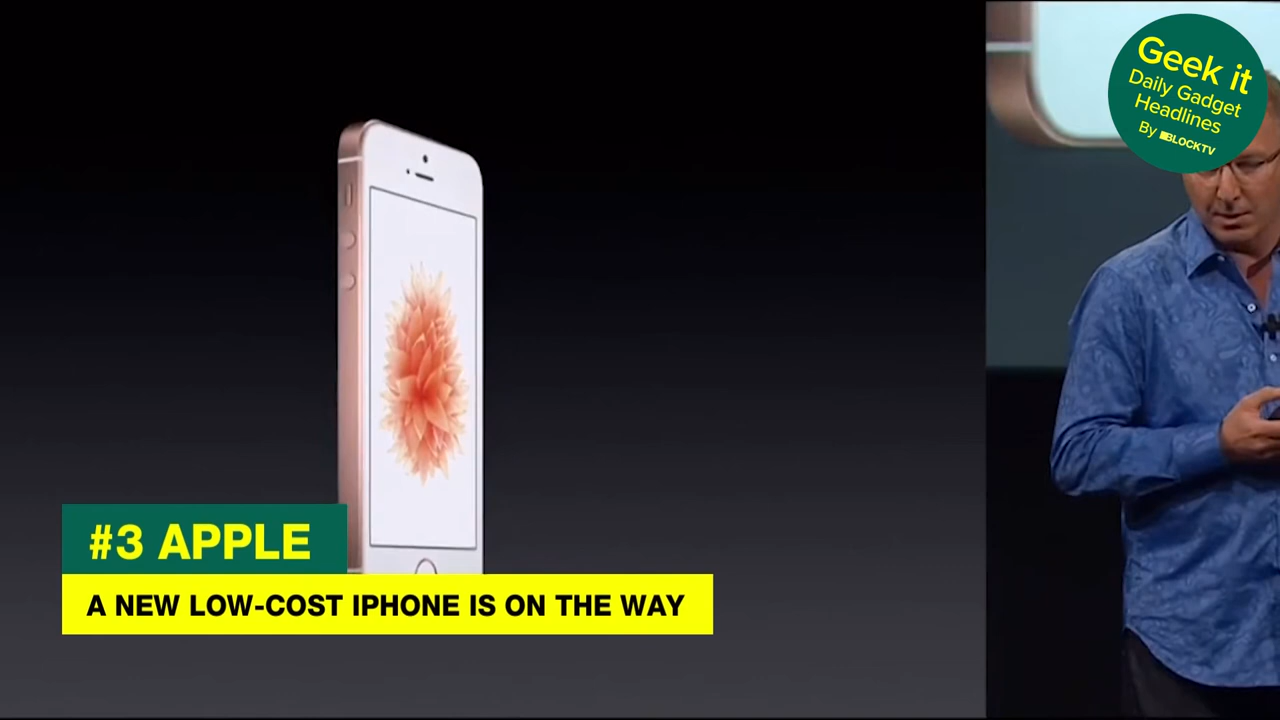 Geek it
Daily Gadget
Headlines
By BLOCKTV
#3 APPLE
A NEW LOW-COST IPHONE IS ON THE WAY